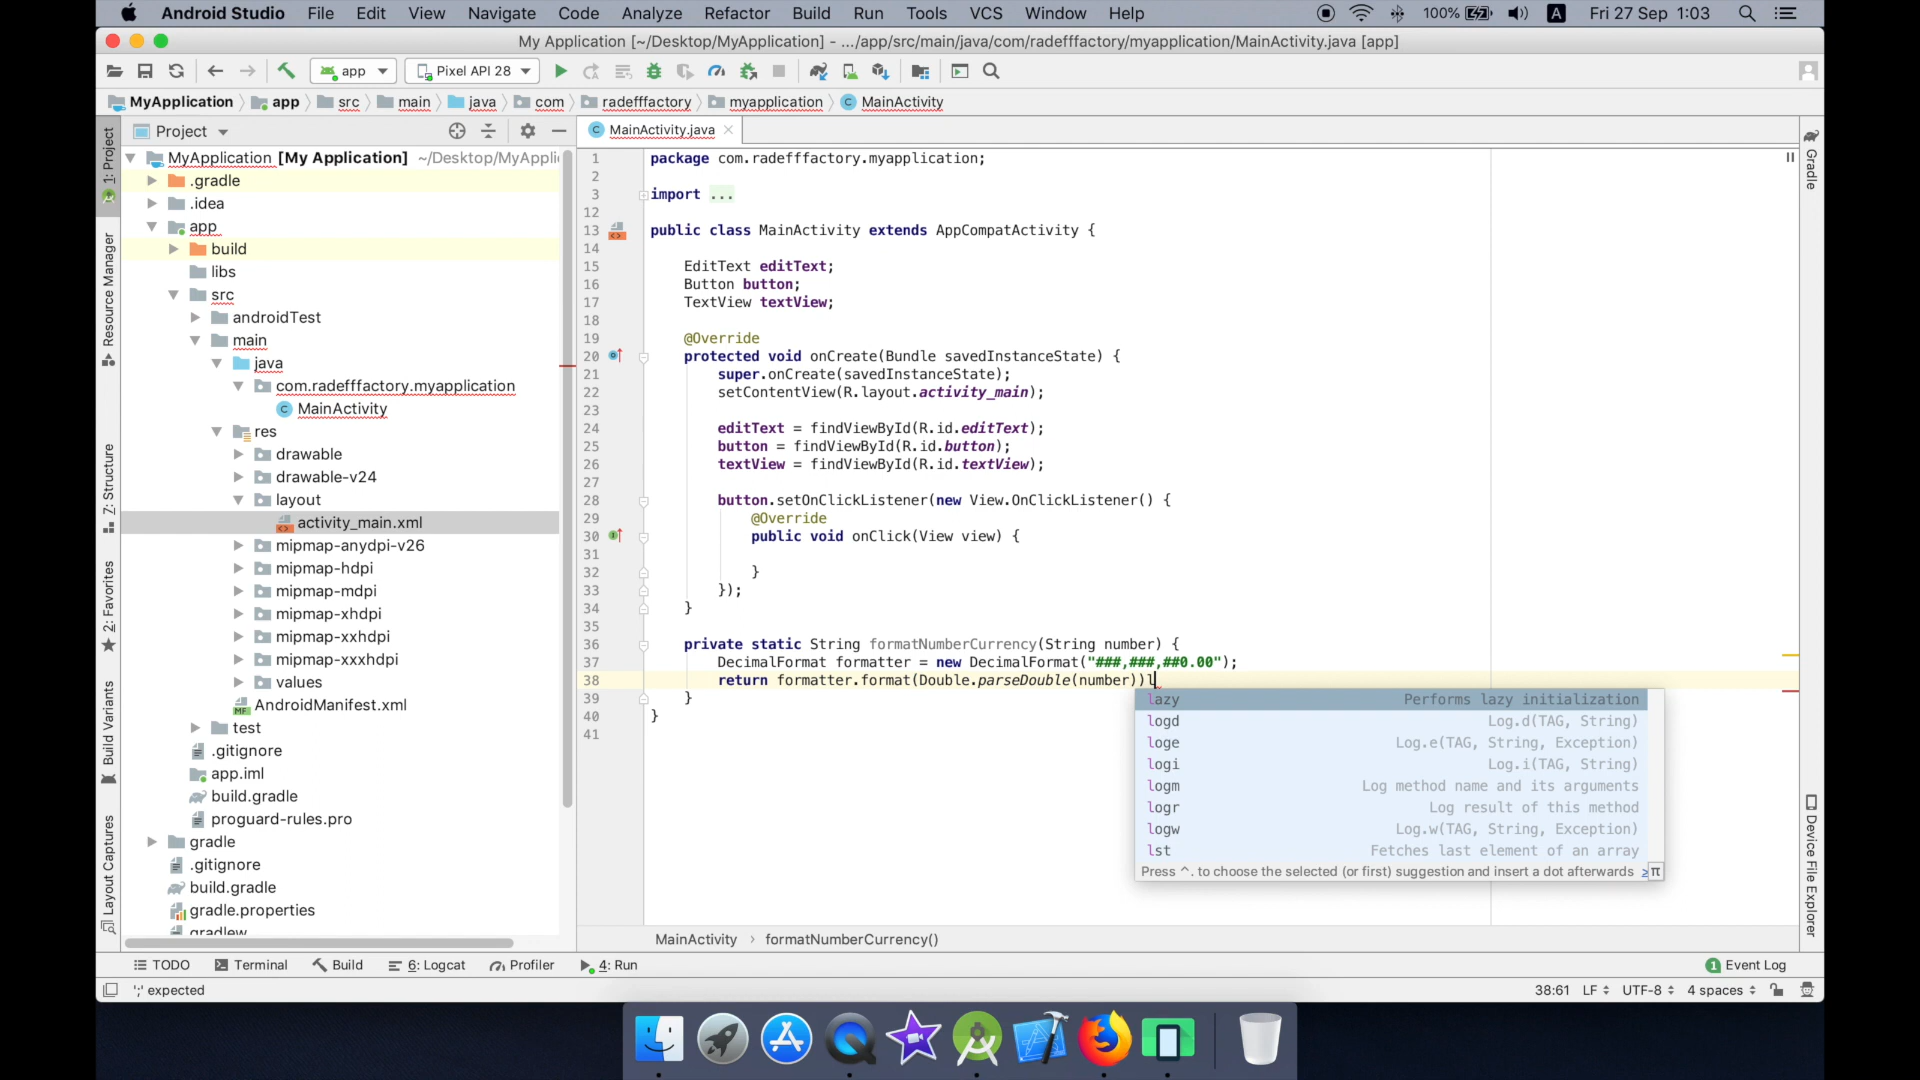 Android Studio File Edit View Navigate Code Analyze Refactor Build Run Tools VCS Window Help 100% A Fri 27 Sep 1:03
My Application [~/Desktop/MyApplication] - .../app/src/main/java/com/radefffactory/myapplication/MainActivity.java [app]
app Pixel API 28
MyApplication app src main java com radefffactory myapplication MainActivity
Project
MainActivity.java
MyApplication [My Application] ~/Desktop/MyAppli
.gradle
.idea
app
build
libs
src
androidTest
main
java
com.radefffactory.myapplication
MainActivity
res
drawable
drawable-v24
layout
activity_main.xml
mipmap-anydpi-v26
mipmap-hdpi
mipmap-mdpi
mipmap-xhdpi
mipmap-xxhdpi
mipmap-xxxhdpi
values
AndroidManifest.xml
test
.gitignore
app.iml
build.gradle
proguard-rules.pro
gradle
.gitignore
build.gradle
gradle.properties
gradlew
1: Project
Resource Manager
Z: Structure
2: Favorites
Build Variants
Layout Captures
1 package com.radefffactory.myapplication;
2
3 import ...
12
13 public class MainActivity extends AppCompatActivity {
14
15 EditText editText;
16 Button button;
17 TextView textView;
18
19 @Override
20 protected void onCreate(Bundle savedInstanceState) {
21 super.onCreate(savedInstanceState);
22 setContentView(R.layout.activity_main);
23
24 editText = findViewById(R.id.editText);
25 button = findViewById(R.id.button);
26 textView = findViewById(R.id.textView);
27
28 button.setOnClickListener(new View.OnClickListener() {
29 @Override
30 public void onClick(View view) {
31
32 }
33 });
34 }
35
36 private static String formatNumberCurrency(String number) {
37 DecimalFormat formatter = new DecimalFormat("###,###,##0.00");
38 return formatter.format(Double.parseDouble(number))l
39 }
40 }
41
lazy Performs lazy initialization
logd Log.d(TAG, String)
loge Log.e(TAG, String, Exception)
logi Log.i(TAG, String)
logm Log method name and its arguments
logr Log result of this method
logw Log.w(TAG, String, Exception)
lst Fetches last element of an array
Press ^. to choose the selected (or first) suggestion and insert a dot afterwards ≥ π
Gradle
Device File Explorer
MainActivity › formatNumberCurrency()
TODO Terminal Build 6: Logcat Profiler 4: Run 1 Event Log
';' expected 38:61 LF UTF-8 4 spaces